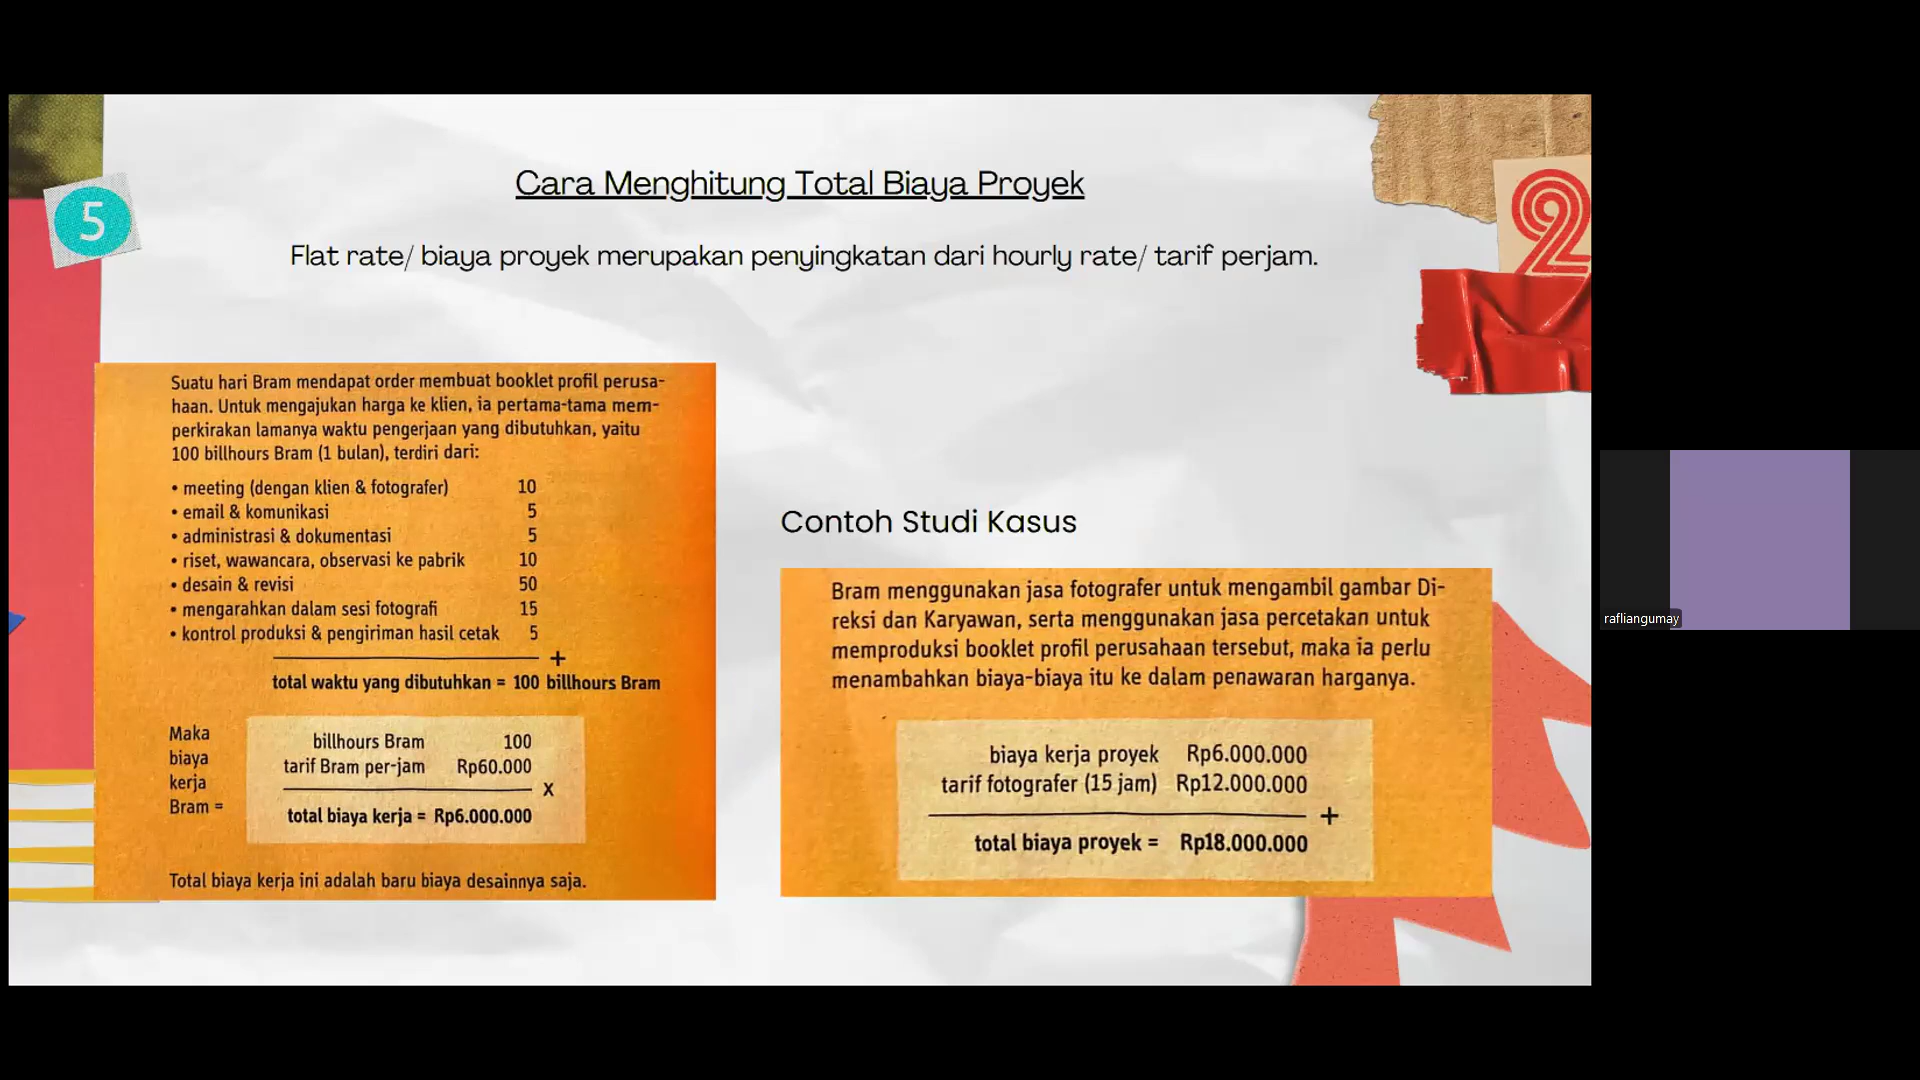 5
2
Cara Menghitung Total Biaya Proyek
Flat rate/ biaya proyek merupakan penyingkatan dari hourly rate/ tarif perjam.
Suatu hari Bram mendapat order membuat booklet profil perusa-
haan. Untuk mengajukan harga ke klien, ia pertama-tama mem-
perkirakan lamanya waktu pengerjaan yang dibutuhkan, yaitu
100 billhours Bram (1 bulan), terdiri dari:
• meeting (dengan klien & fotografer) 10
• email & komunikasi 5
• administrasi & dokumentasi 5
• riset, wawancara, observasi ke pabrik 10
• desain & revisi 50
• mengarahkan dalam sesi fotografi 15
• kontrol produksi & pengiriman hasil cetak 5
+
total waktu yang dibutuhkan = 100 billhours Bram
Maka
biaya
kerja
Bram =
billhours Bram 100
tarif Bram per-jam Rp60.000
x
total biaya kerja = Rp6.000.000
Total biaya kerja ini adalah baru biaya desainnya saja.
Contoh Studi Kasus
Bram menggunakan jasa fotografer untuk mengambil gambar Di-
reksi dan Karyawan, serta menggunakan jasa percetakan untuk
memproduksi booklet profil perusahaan tersebut, maka ia perlu
menambahkan biaya-biaya itu ke dalam penawaran harganya.
biaya kerja proyek Rp6.000.000
tarif fotografer (15 jam) Rp12.000.000
+
total biaya proyek = Rp18.000.000
rafliangumay